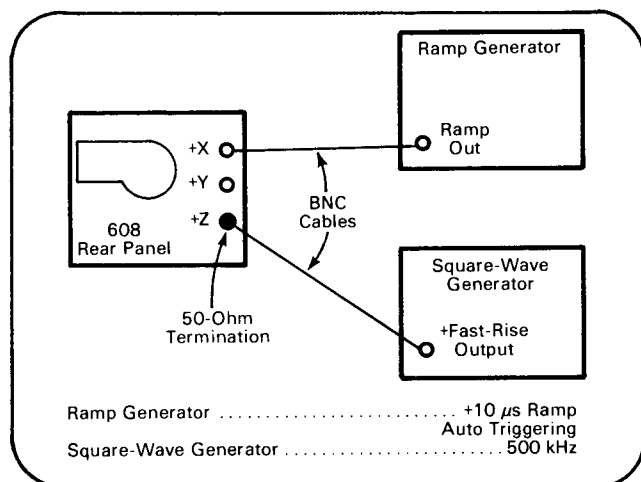 Ramp Generator
Ramp
Out
+X
+Y
+Z
608
Rear Panel
BNC
Cables
50-Ohm
Termination
Square-Wave
Generator
+Fast-Rise
Output
Ramp Generator .......................... +10 μs Ramp
Auto Triggering
Square-Wave Generator ........................ 500 kHz